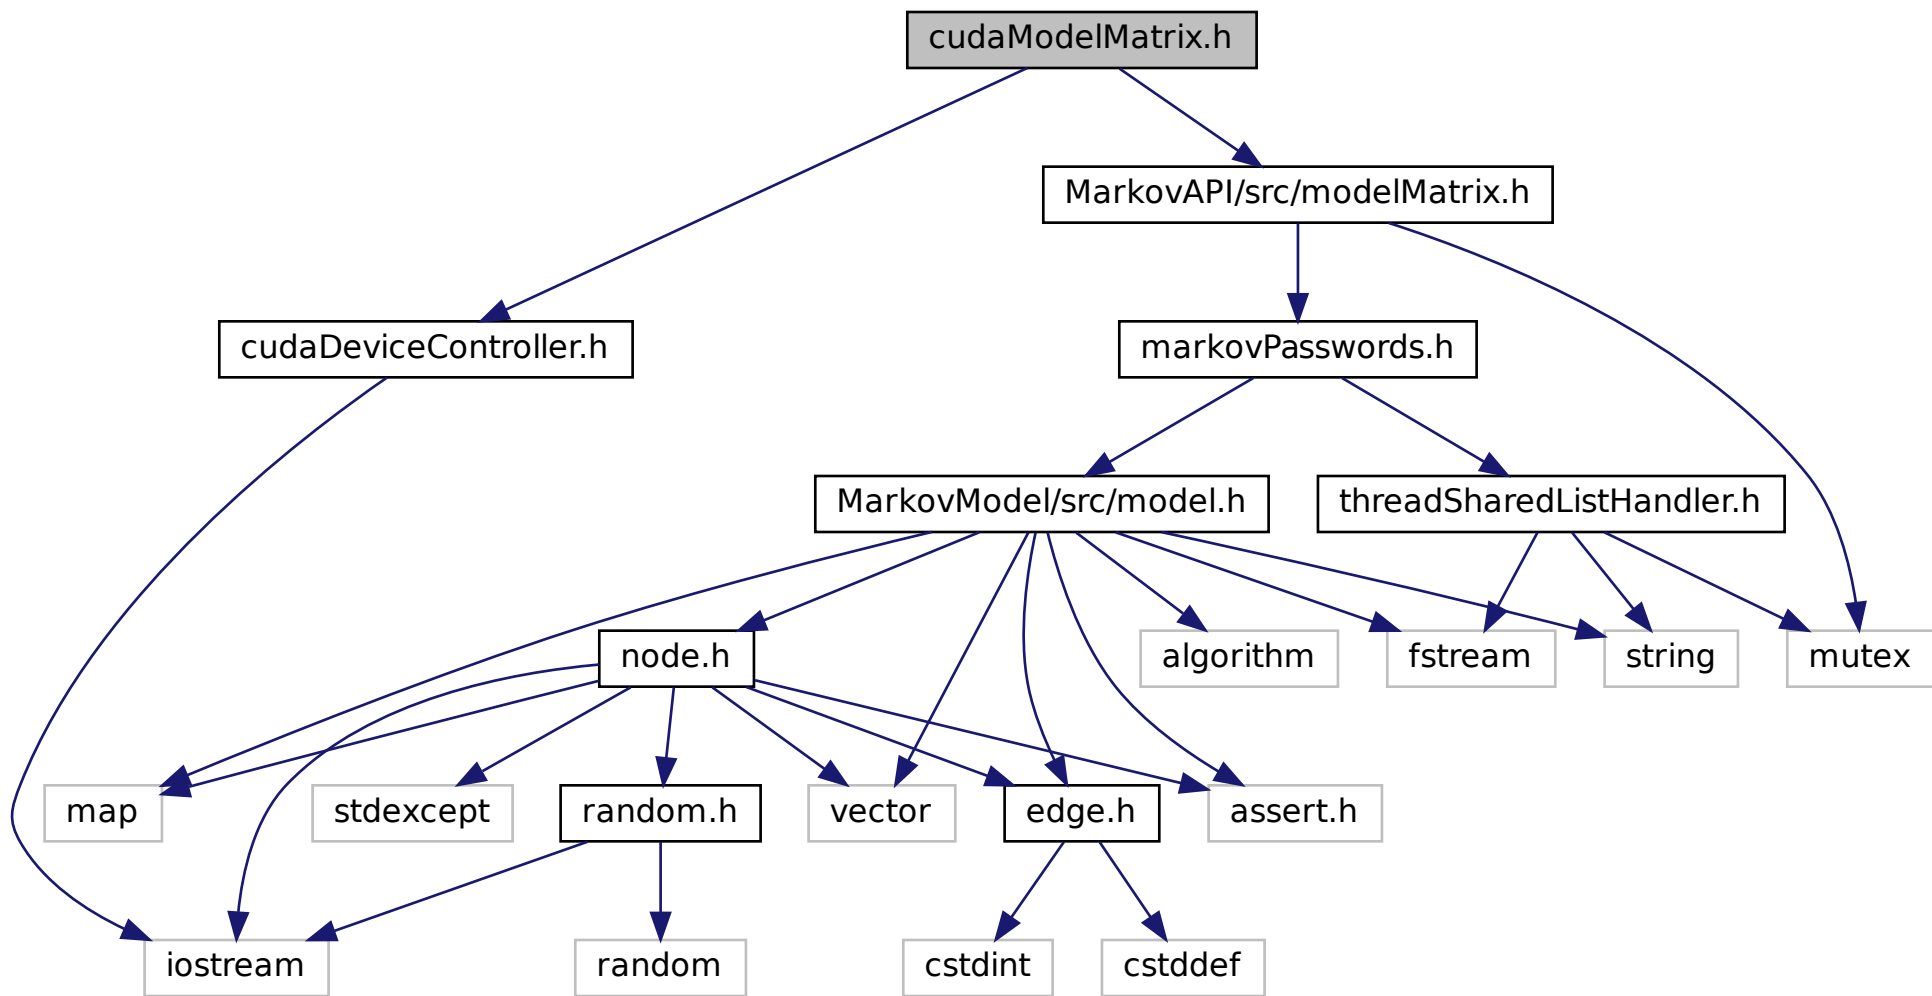 cudaModelMatrix.h
MarkovAPI/src/modelMatrix.h
cudaDeviceController.h
markovPasswords.h
MarkovModel/src/model.h
threadSharedListHandler.h
node.h
algorithm
fstream
string
mutex
map
stdexcept
random.h
vector
edge.h
assert.h
iostream
random
cstdint
cstddef